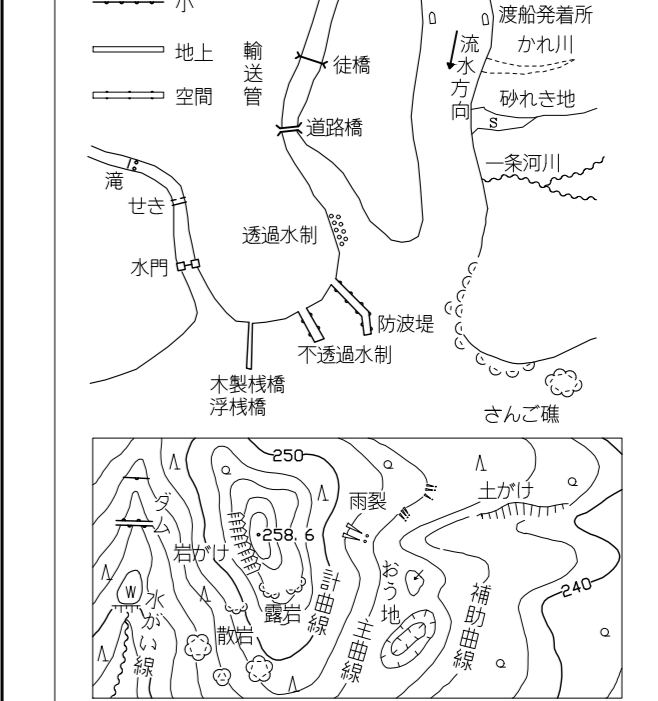 小
地上
空間
輸送管
徒橋
道路橋
渡船発着所
流水方向
かれ川
砂れき地
S
一条河川
滝
せき
水門
透過水制
防波堤
不透過水制
木製桟橋
浮桟橋
さんご礁
250
ダム
岩がけ
258.6
雨裂
土がけ
W
水がい線
散岩
露岩
計曲線
主曲線
おう地
補助曲線
240